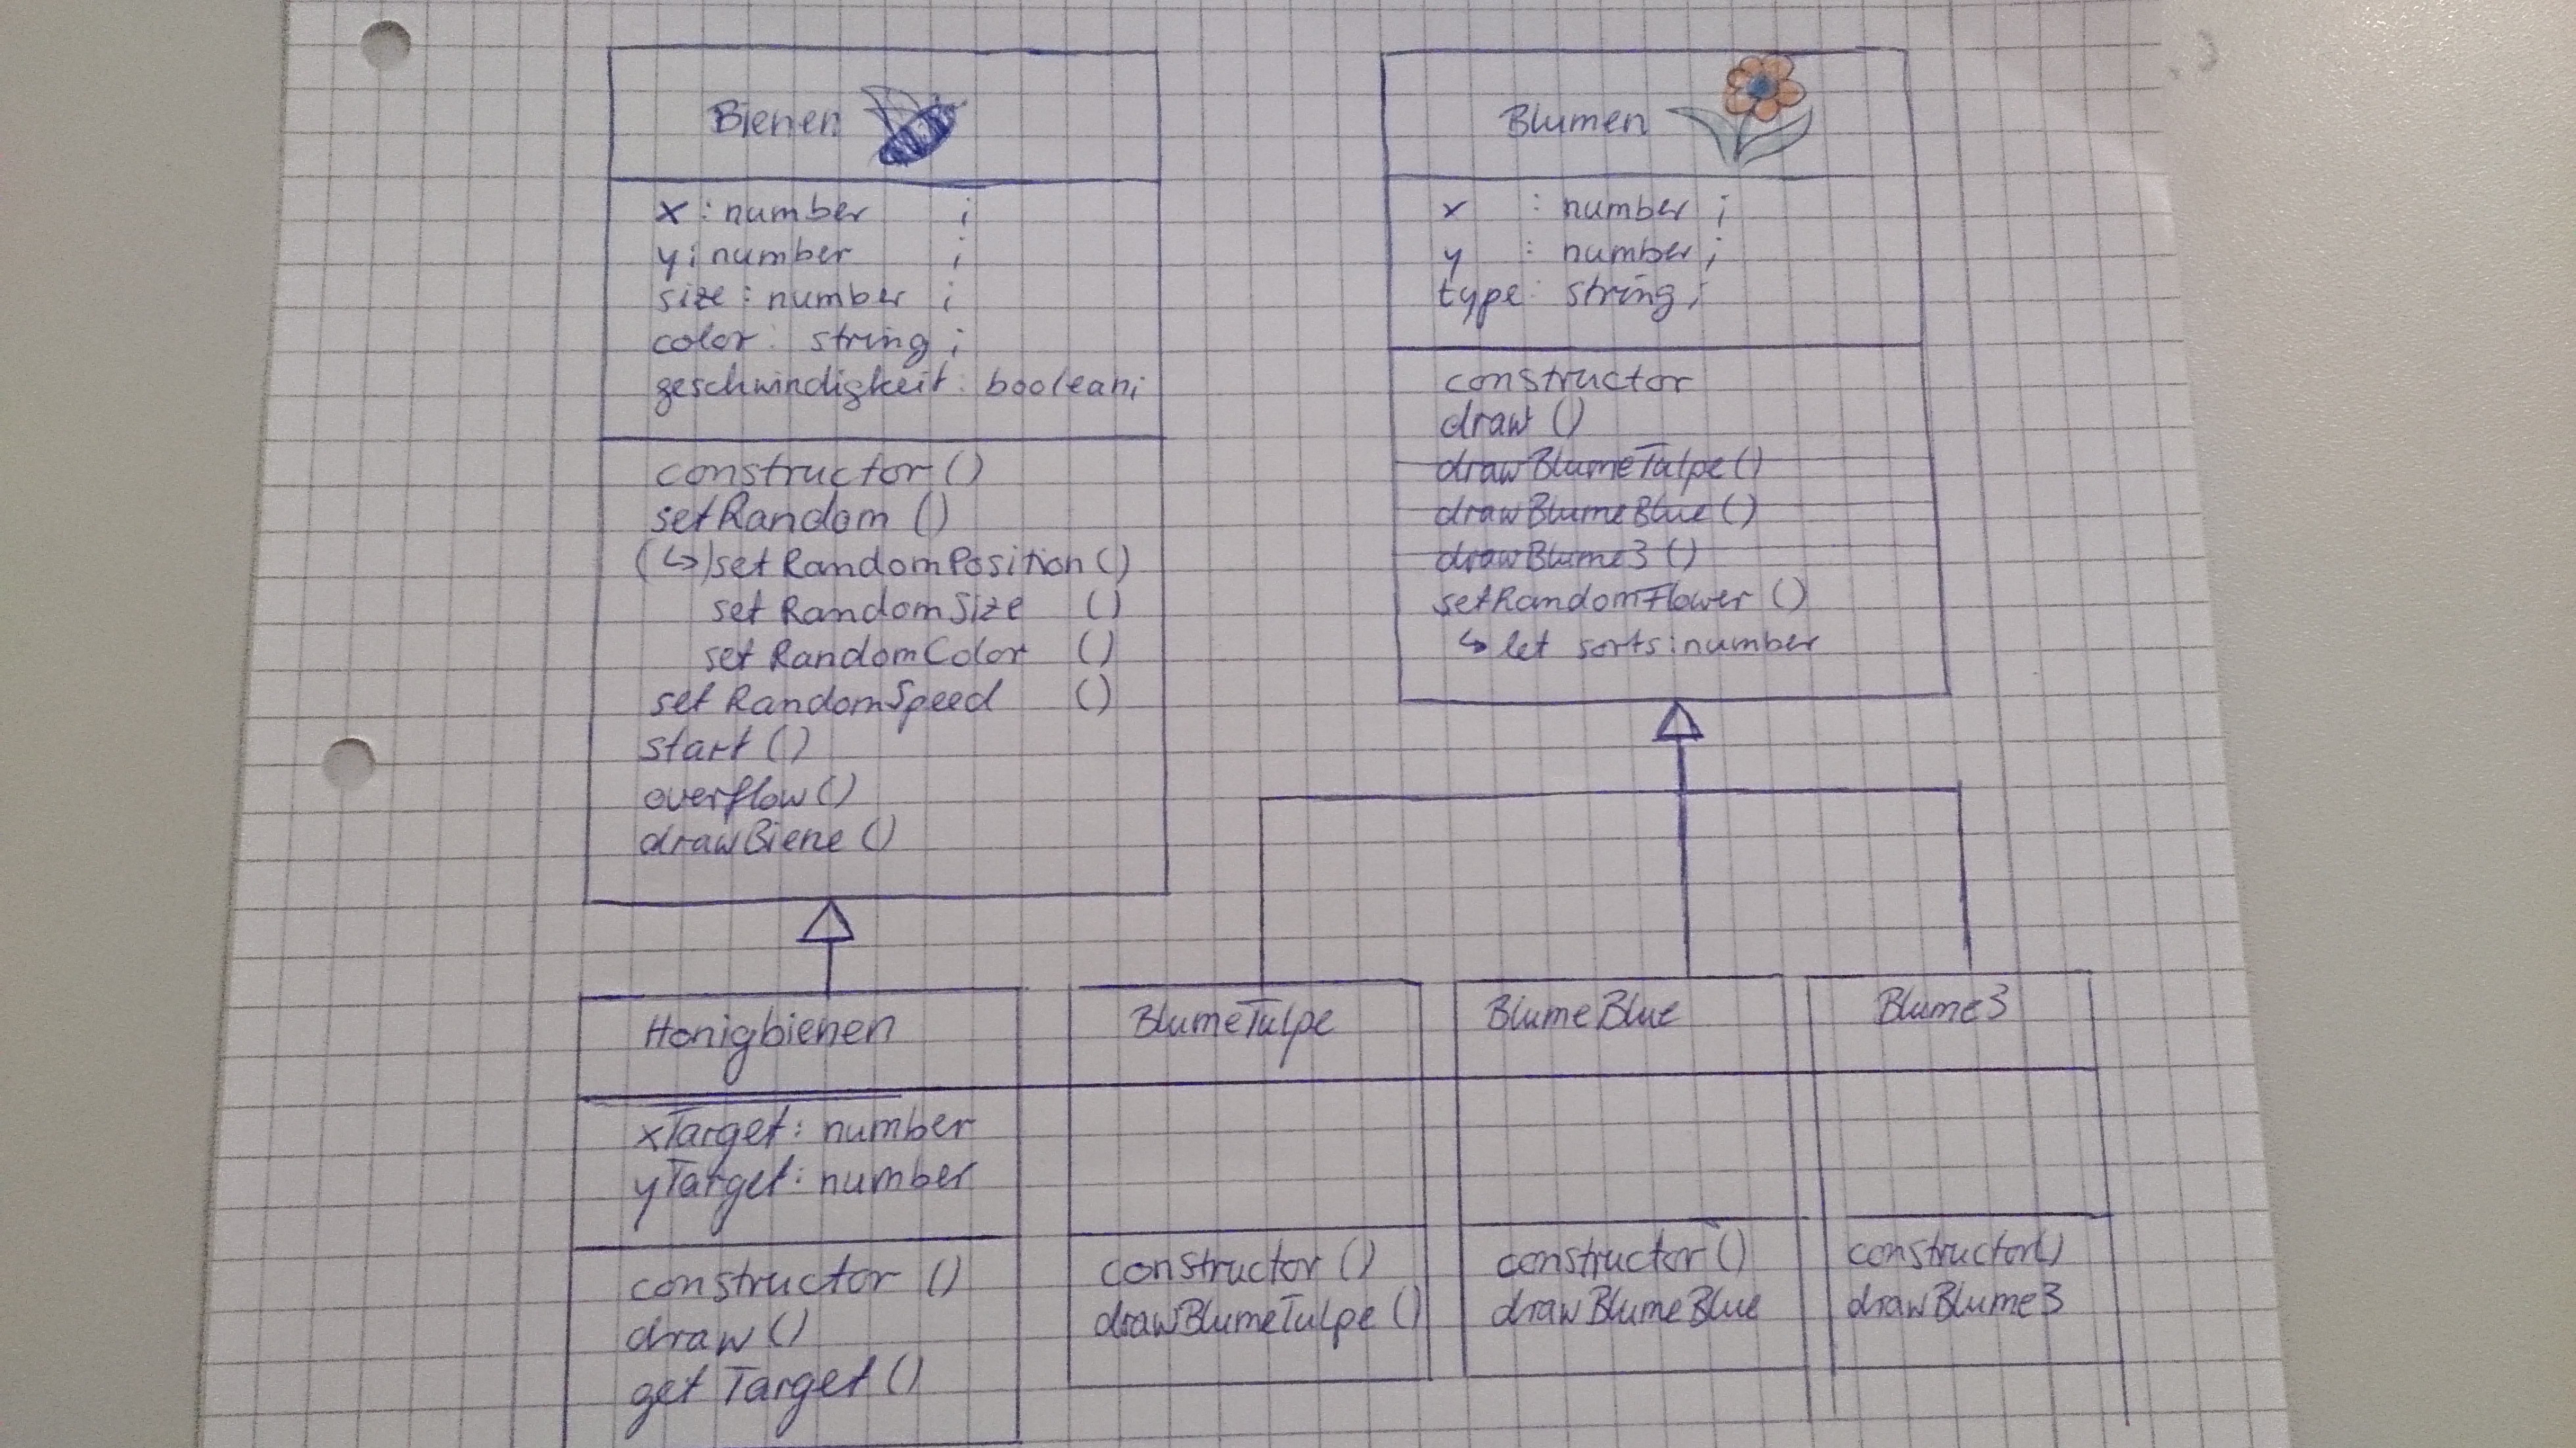 Bienen
x : number ;
y : number ;
size : number ;
color : string ;
geschwindigkeit : boolean ;
constructor ()
setRandom ()
(↳) setRandomPosition ()
setRandomSize ()
setRandomColor ()
setRandomSpeed ()
start ()
overflow ()
drawBiene ()
Blumen
x : number ;
y : number ;
type : string ;
constructor
draw ()
drawBlumeTulpe ()
drawBlumeBlue ()
drawBlume3 ()
setRandomFlower ()
↳ let sorts : number
Honigbienen
xTarget : number
yTarget : number
constructor ()
draw ()
getTarget ()
BlumeTulpe
constructor ()
drawBlumeTulpe ()
BlumeBlue
constructor ()
drawBlumeBlue
Blume3
constructor ()
drawBlume3